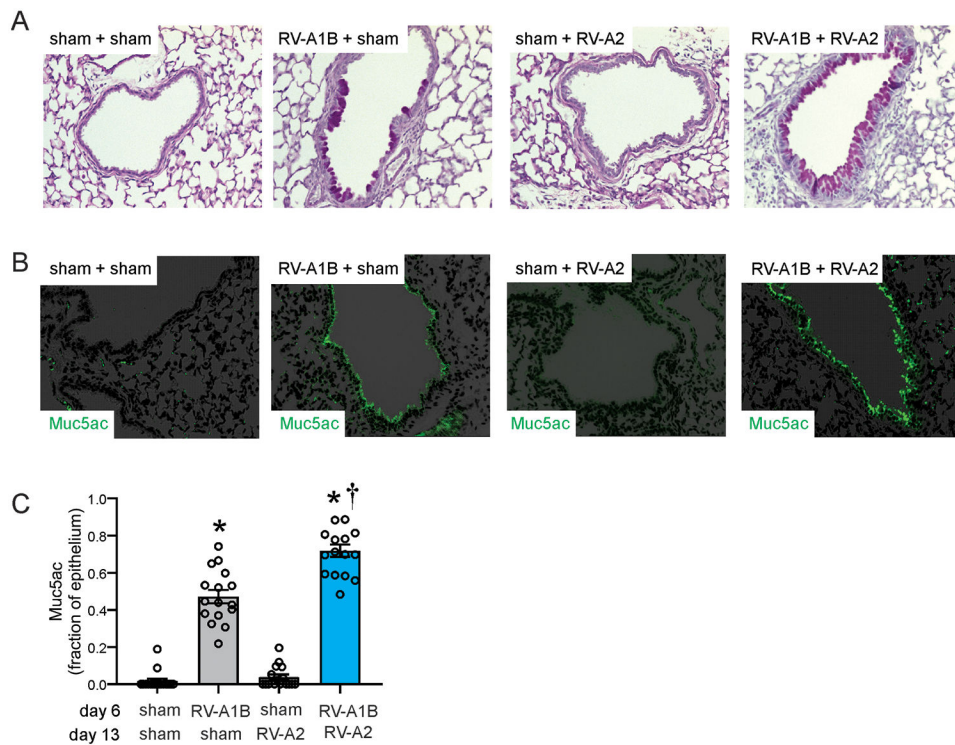 A
sham + sham
RV-A1B + sham
sham + RV-A2
RV-A1B + RV-A2
B
sham + sham
RV-A1B + sham
sham + RV-A2
RV-A1B + RV-A2
Muc5ac
Muc5ac
Muc5ac
Muc5ac
C
Muc5ac
(fraction of epithelium)
1.0
0.8
0.6
0.4
0.2
0.0
*
* †
day 6 sham RV-A1B sham RV-A1B
day 13 sham sham RV-A2 RV-A2